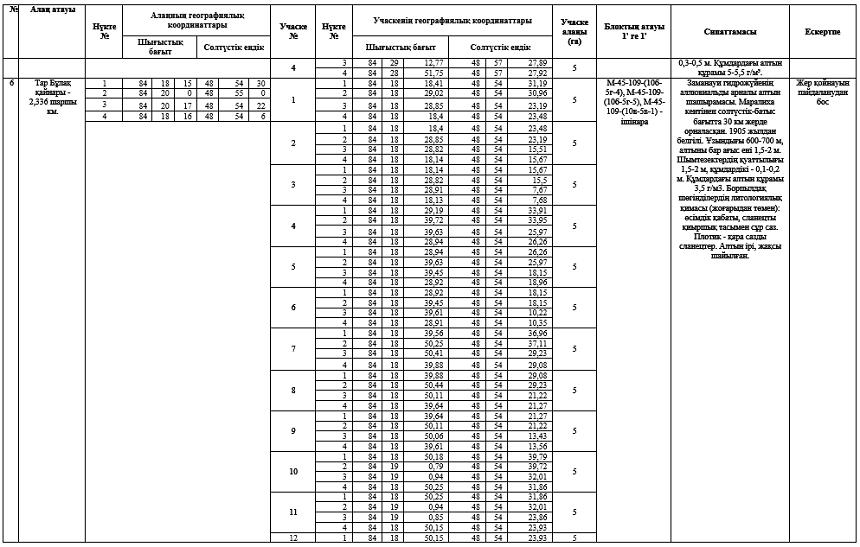 № Алаң атауы Нүкте № Алаңның географиялық координаттары Учаске № Нүкте № Учаскенің географиялық координаттары Учаске алаңы (га) Блоктың атауы 1' ге 1' Сипаттамасы Ескертпе
Шығыстық бағыт Солтүстік ендік Шығыстық бағыт Солтүстік ендік
4 3 84 29 12,77 48 57 27,89 5 0,3-0,5 м. Құмдардағы алтын
4 84 28 51,75 48 57 27,92 құрамы 5-5,5 г/м³.
6 Тар Бұлақ қайнары - 2,336 шаршы км.
1 84 18 15 48 54 30
2 84 20 0 48 55 0
3 84 20 17 48 54 22
4 84 18 16 48 54 6
1 1 84 18 18,41 48 54 31,19 5
2 84 18 29,02 48 54 30,96
3 84 18 28,85 48 54 23,19
4 84 18 18,4 48 54 23,48
2 1 84 18 18,4 48 54 23,48 5
2 84 18 28,85 48 54 23,19
3 84 18 28,82 48 54 15,51
4 84 18 18,14 48 54 15,67
3 1 84 18 18,14 48 54 15,67 5
2 84 18 28,82 48 54 15,5
3 84 18 28,91 48 54 7,67
4 84 18 18,13 48 54 7,68
4 1 84 18 29,19 48 54 33,91 5
2 84 18 39,72 48 54 33,95
3 84 18 39,63 48 54 25,97
4 84 18 28,94 48 54 26,26
5 1 84 18 28,94 48 54 26,26 5
2 84 18 39,63 48 54 25,97
3 84 18 39,45 48 54 18,15
4 84 18 28,92 48 54 18,96
6 1 84 18 28,92 48 54 18,15 5
2 84 18 39,45 48 54 18,15
3 84 18 39,61 48 54 10,22
4 84 18 28,91 48 54 10,35
7 1 84 18 39,56 48 54 36,96 5
2 84 18 50,25 48 54 37,11
3 84 18 50,41 48 54 29,23
4 84 18 39,88 48 54 29,08
8 1 84 18 39,88 48 54 29,08 5
2 84 18 50,44 48 54 29,23
3 84 18 50,11 48 54 21,22
4 84 18 39,64 48 54 21,27
9 1 84 18 39,64 48 54 21,27 5
2 84 18 50,11 48 54 21,22
3 84 18 50,06 48 54 13,43
4 84 18 39,61 48 54 13,56
10 1 84 18 50,18 48 54 39,79 5
2 84 19 0,79 48 54 39,72
3 84 19 0,94 48 54 32,01
4 84 18 50,25 48 54 31,86
11 1 84 18 50,25 48 54 31,86 5
2 84 19 0,94 48 54 32,01
3 84 19 0,85 48 54 23,86
4 84 18 50,15 48 54 23,93
12 1 84 18 50,15 48 54 23,93 5
М-45-109-(106-
5г-4), М-45-109-
(106-5г-5), М-45-
109-(10в-5в-1) -
ішінара
Заманауи гидрожүйенің
аллювиальды арналы алтын
шашырамасы. Маралиха
кентінен солтүстік-батыс
бағытта 30 км жерде
орналасқан. 1905 жылдан
белгілі. Ұзындығы 600-700 м,
алтыны бар ағыс ені 1,5-2 м.
Шымтезектердің қуаттылығы
1,5-2 м, құмдардікі - 0,1-0,2
м. Құмдардағы алтын құрамы
3,5 г/м3. Борпылдақ
шөгінділердің литологиялық
қимасы (жоғарыдан төмен):
өсімдік қабаты, сланецты
қиыршық тасымен сұр саз.
Плотик - қара сазды
сланецтер. Алтын ірі, жақсы
шайылған.
Жер қойнауын
пайдаланудан
бос